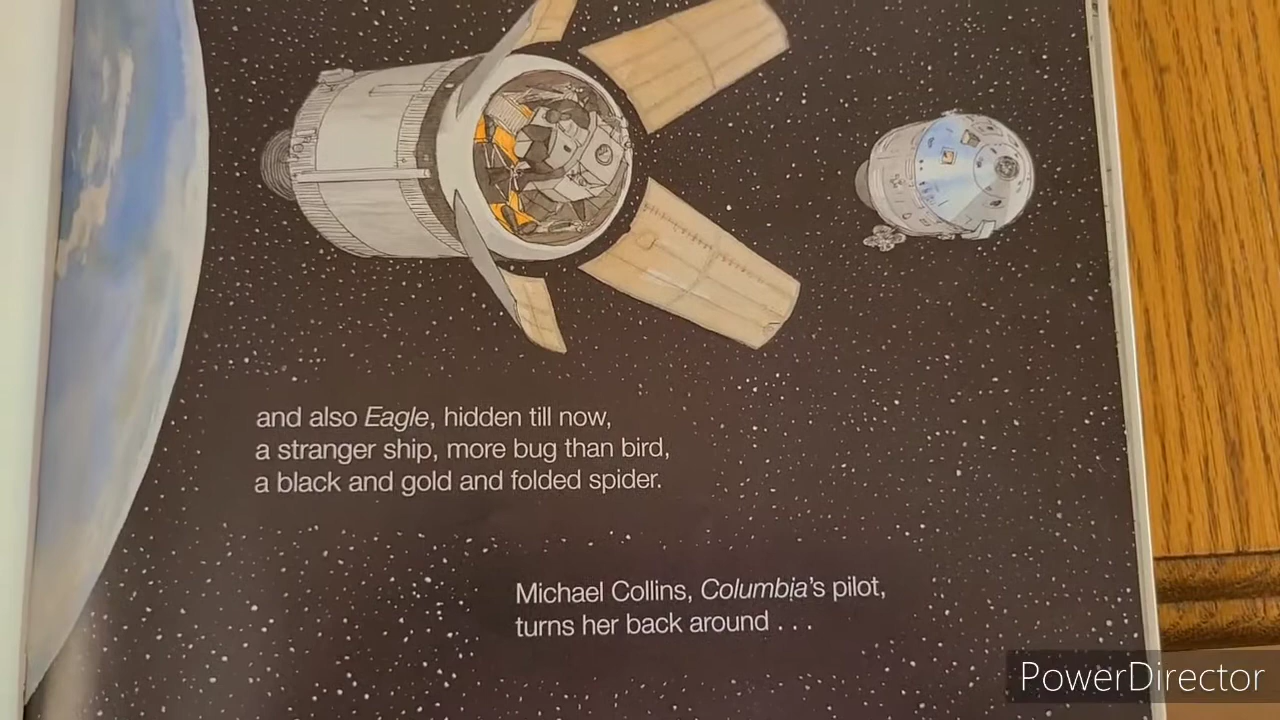 and also Eagle, hidden till now,
a stranger ship, more bug than bird,
a black and gold and folded spider.
Michael Collins, Columbia's pilot,
turns her back around . . .
PowerDirector